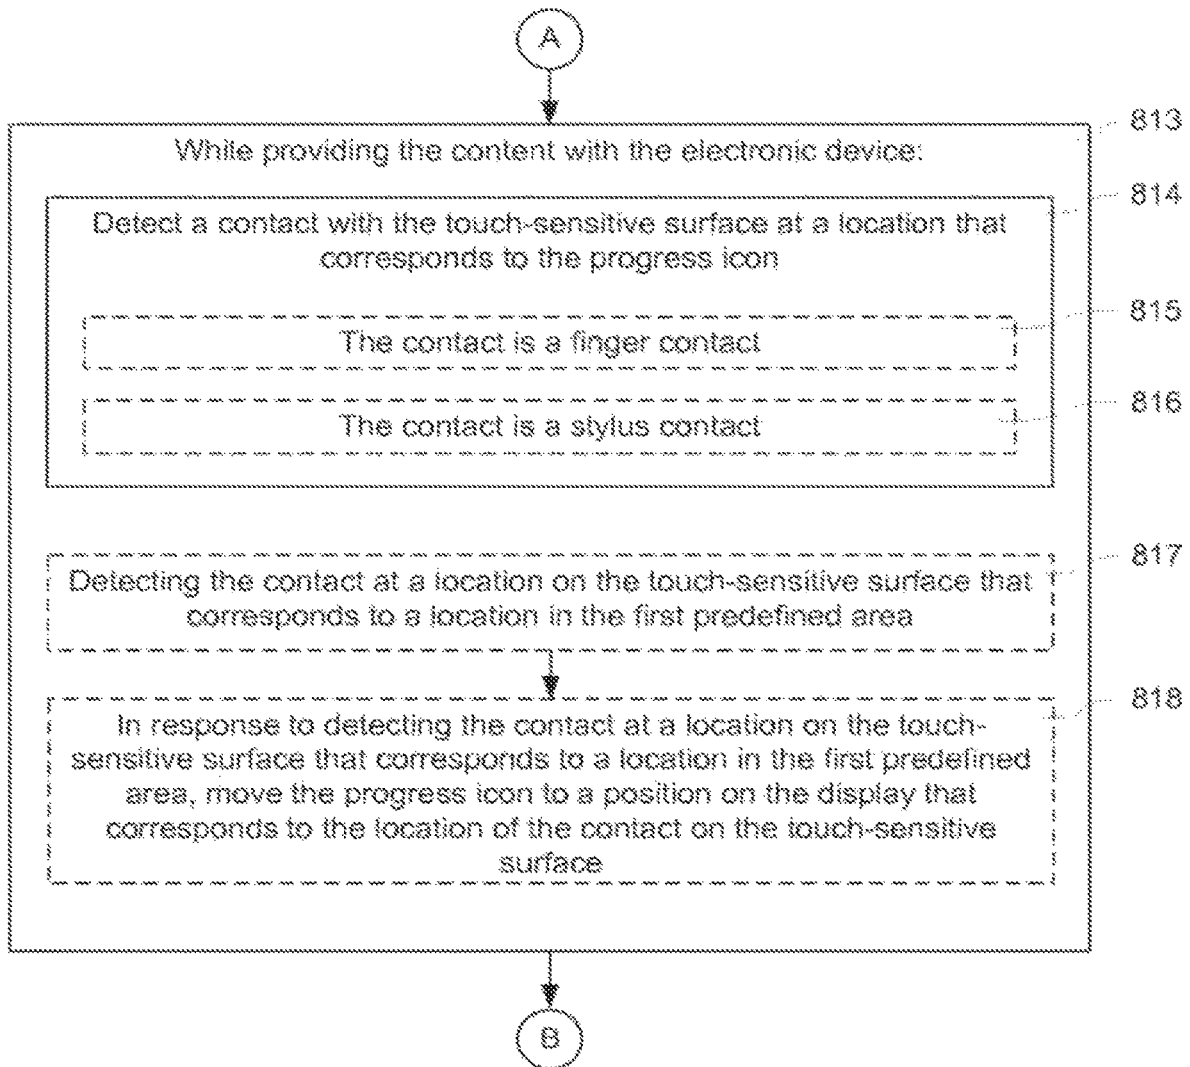 A
813
While providing the content with the electronic device:
814
Detect a contact with the touch-sensitive surface at a location that
corresponds to the progress icon
815
The contact is a finger contact
816
The contact is a stylus contact
817
Detecting the contact at a location on the touch-sensitive surface that
corresponds to a location in the first predefined area
818
In response to detecting the contact at a location on the touch-
sensitive surface that corresponds to a location in the first predefined
area, move the progress icon to a position on the display that
corresponds to the location of the contact on the touch-sensitive
surface
B